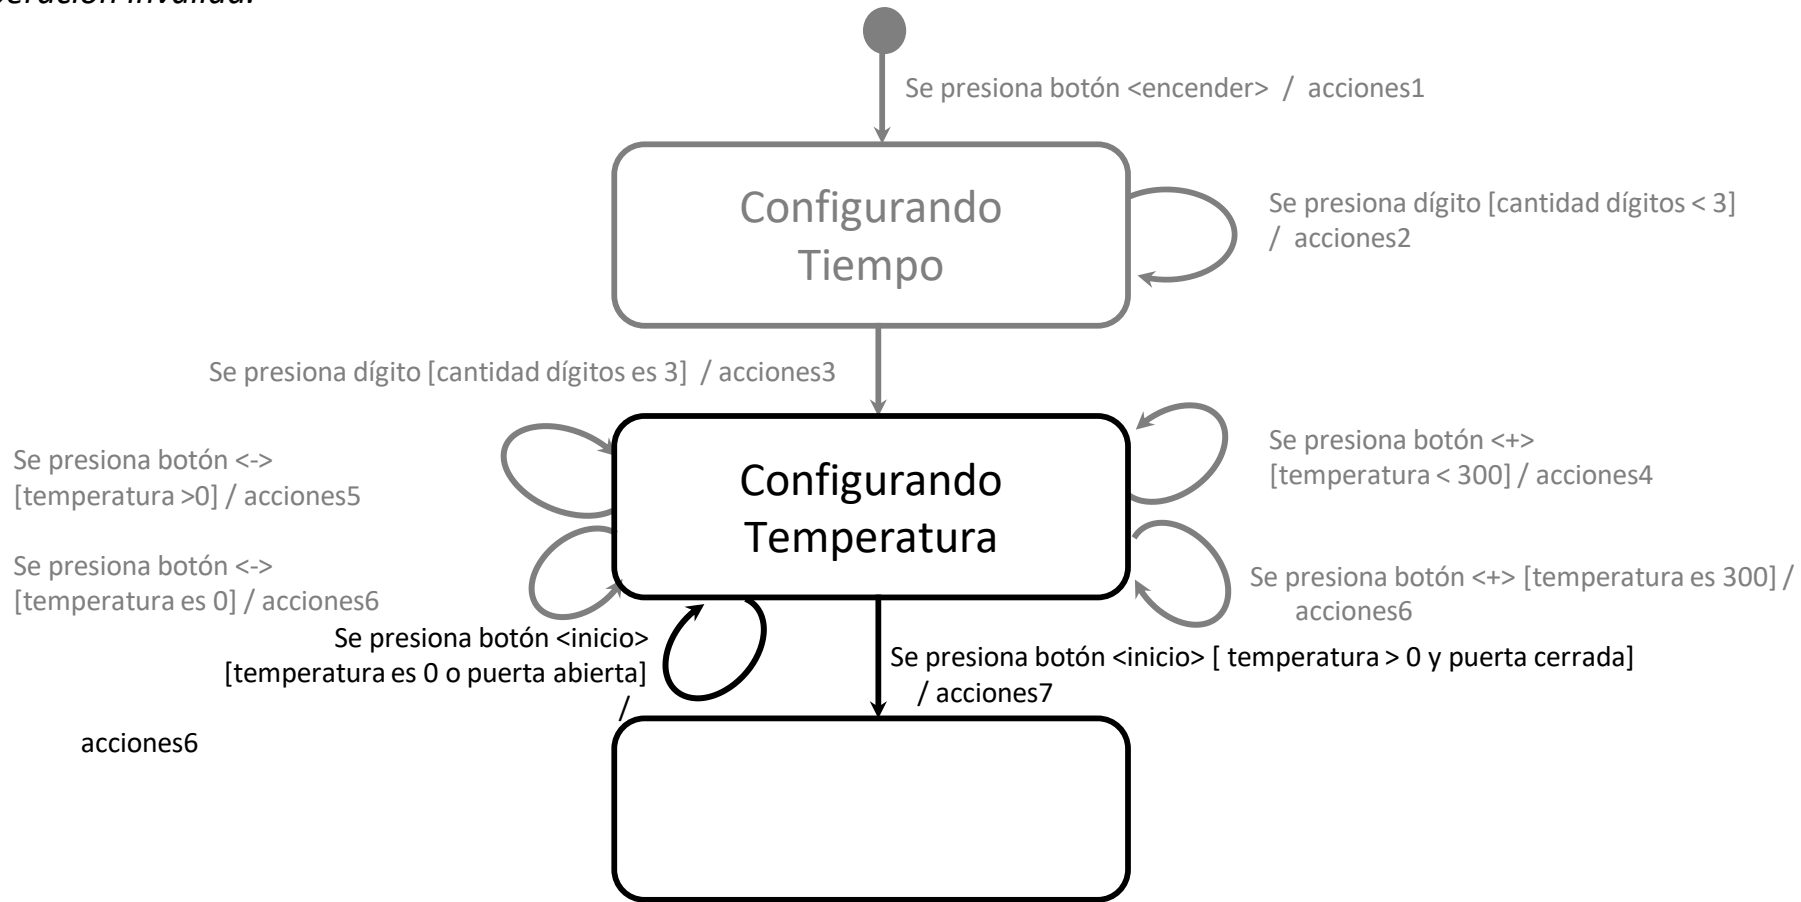 operación inválida.
Se presiona botón <encender> / acciones1
Configurando
Tiempo
Se presiona dígito [cantidad dígitos < 3]
/ acciones2
Se presiona dígito [cantidad dígitos es 3] / acciones3
Se presiona botón <->
[temperatura >0] / acciones5
Configurando
Temperatura
Se presiona botón <+>
[temperatura < 300] / acciones4
Se presiona botón <->
[temperatura es 0] / acciones6
Se presiona botón <+> [temperatura es 300] /
acciones6
Se presiona botón <inicio>
[temperatura es 0 o puerta abierta]
/
acciones6
Se presiona botón <inicio> [ temperatura > 0 y puerta cerrada]
/ acciones7